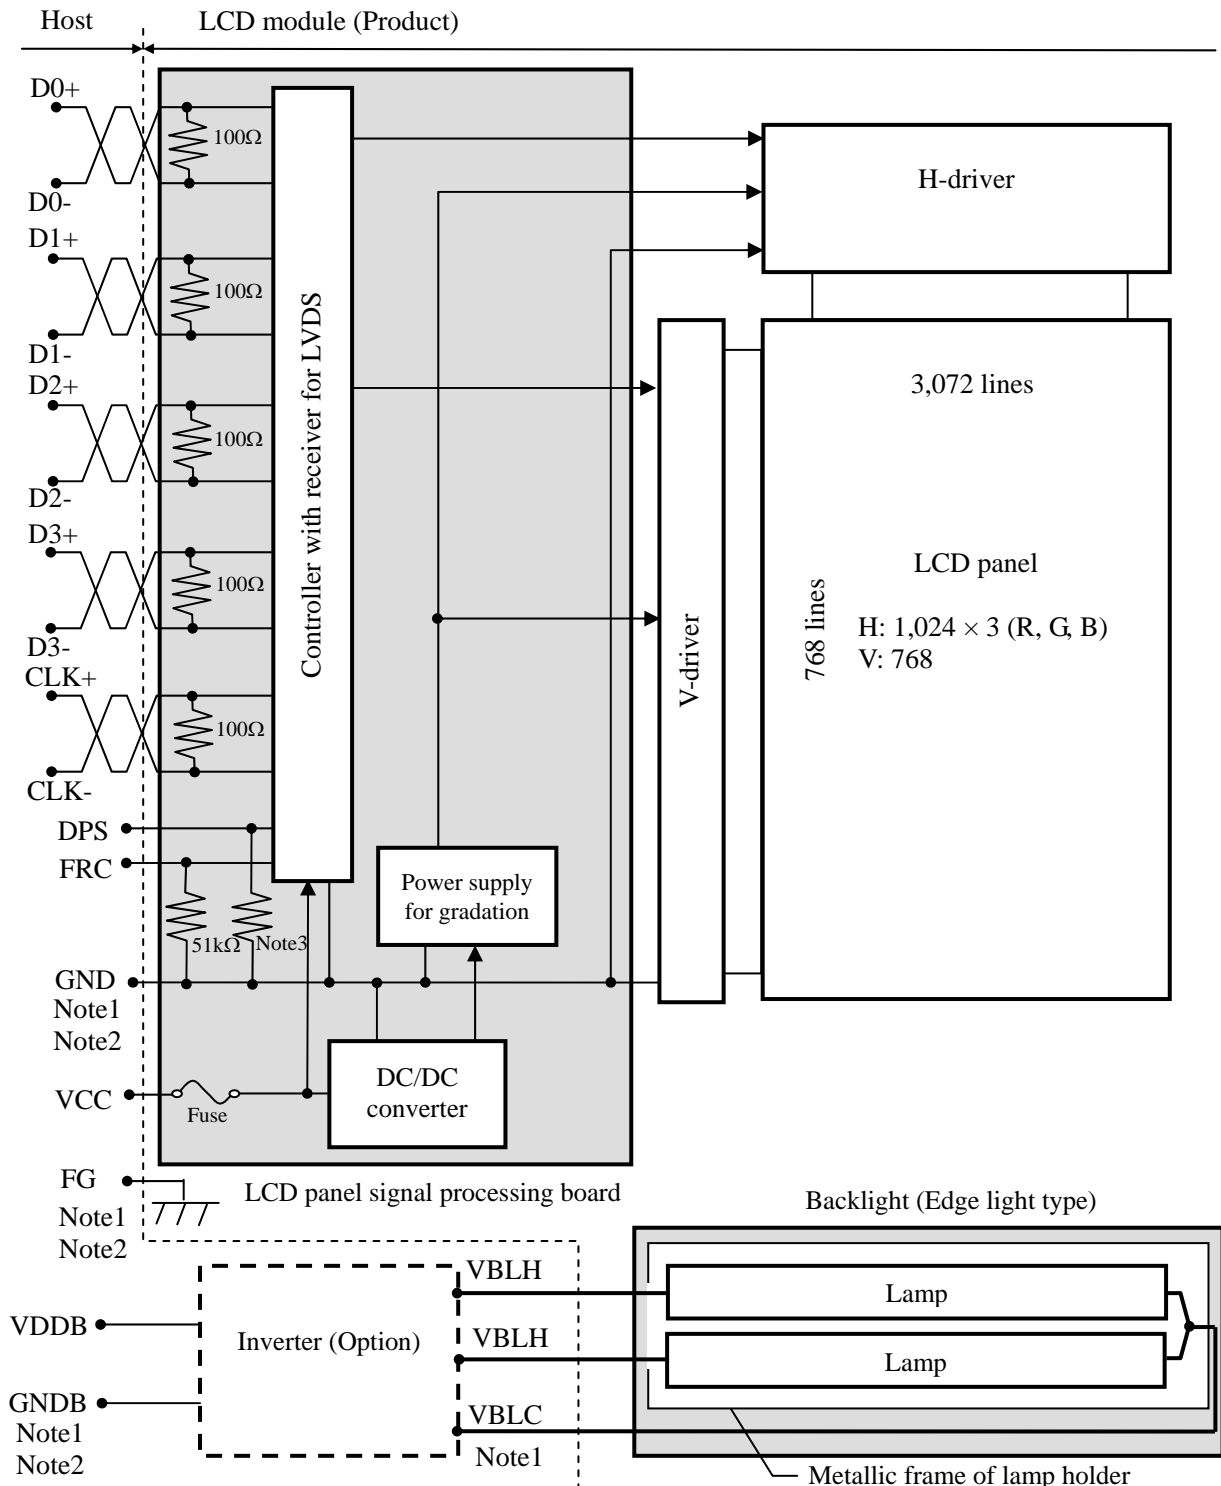 Host
LCD module (Product)
D0+
100Ω
D0-
D1+
100Ω
D1-
D2+
100Ω
D2-
D3+
100Ω
D3-
CLK+
100Ω
CLK-
DPS
FRC
51kΩ
Note3
GND
Note1
Note2
VCC
Fuse
Controller with receiver for LVDS
Power supply
for gradation
DC/DC
converter
H-driver
V-driver
3,072 lines
768 lines
LCD panel
H: 1,024 × 3 (R, G, B)
V: 768
FG
Note1
Note2
LCD panel signal processing board
Backlight (Edge light type)
VDDB
GNDB
Note1
Note2
Inverter (Option)
VBLH
VBLH
VBLC
Note1
Lamp
Lamp
Metallic frame of lamp holder